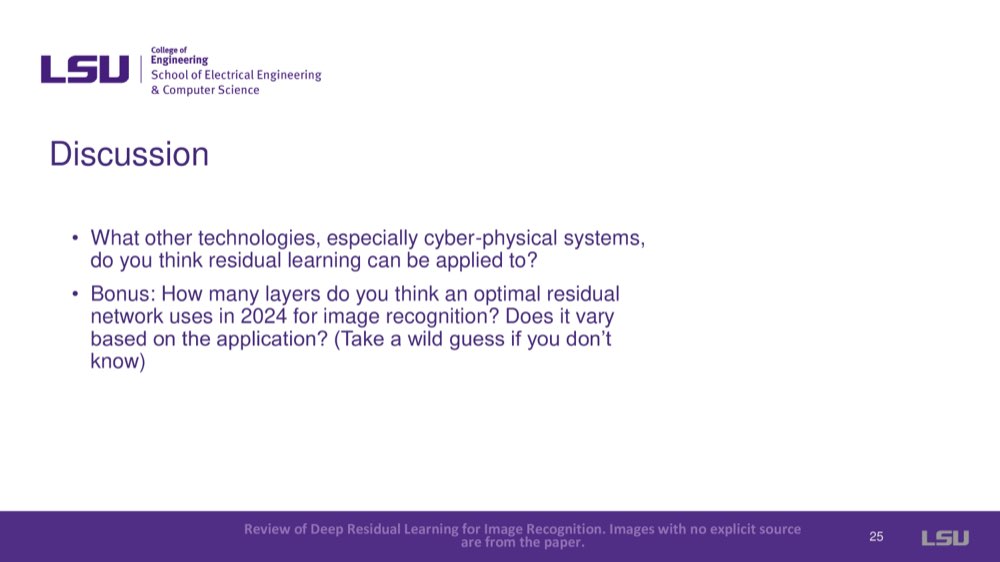 LSU
College of
Engineering
School of Electrical Engineering
& Computer Science
Discussion
• What other technologies, especially cyber-physical systems,
do you think residual learning can be applied to?
• Bonus: How many layers do you think an optimal residual
network uses in 2024 for image recognition? Does it vary
based on the application? (Take a wild guess if you don’t
know)
Review of Deep Residual Learning for Image Recognition. Images with no explicit source
are from the paper.
25
LSU